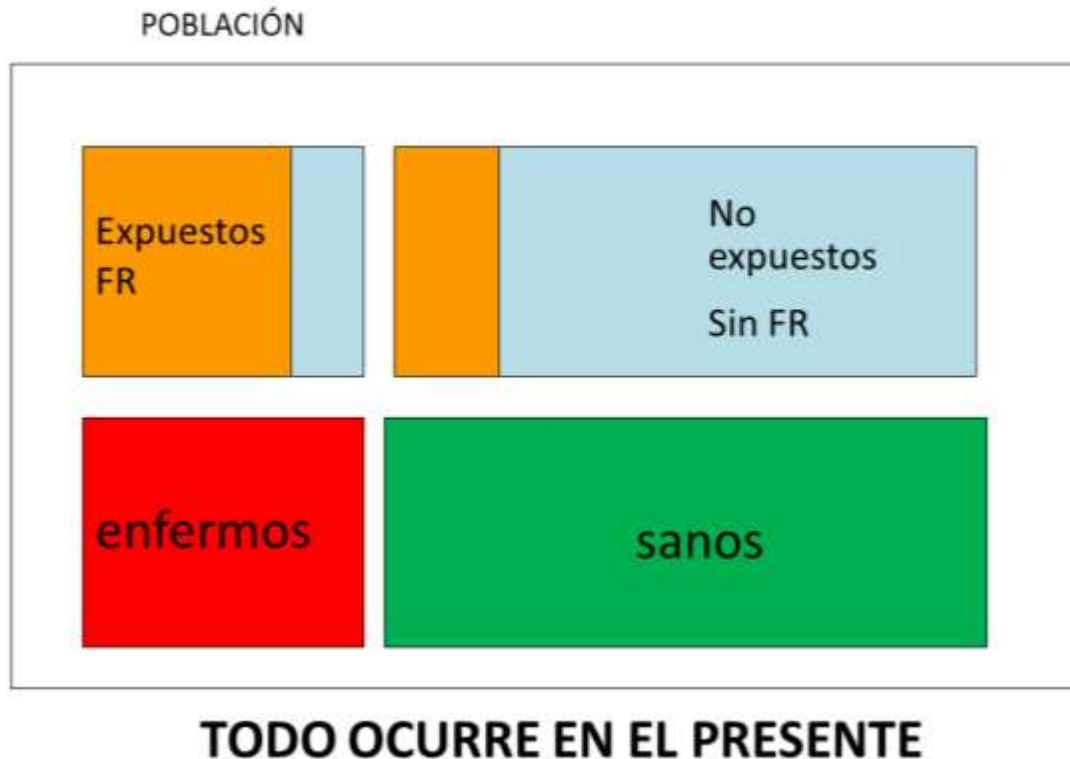 POBLACIÓN
Expuestos
FR
No
expuestos
Sin FR
enfermos
sanos
TODO OCURRE EN EL PRESENTE